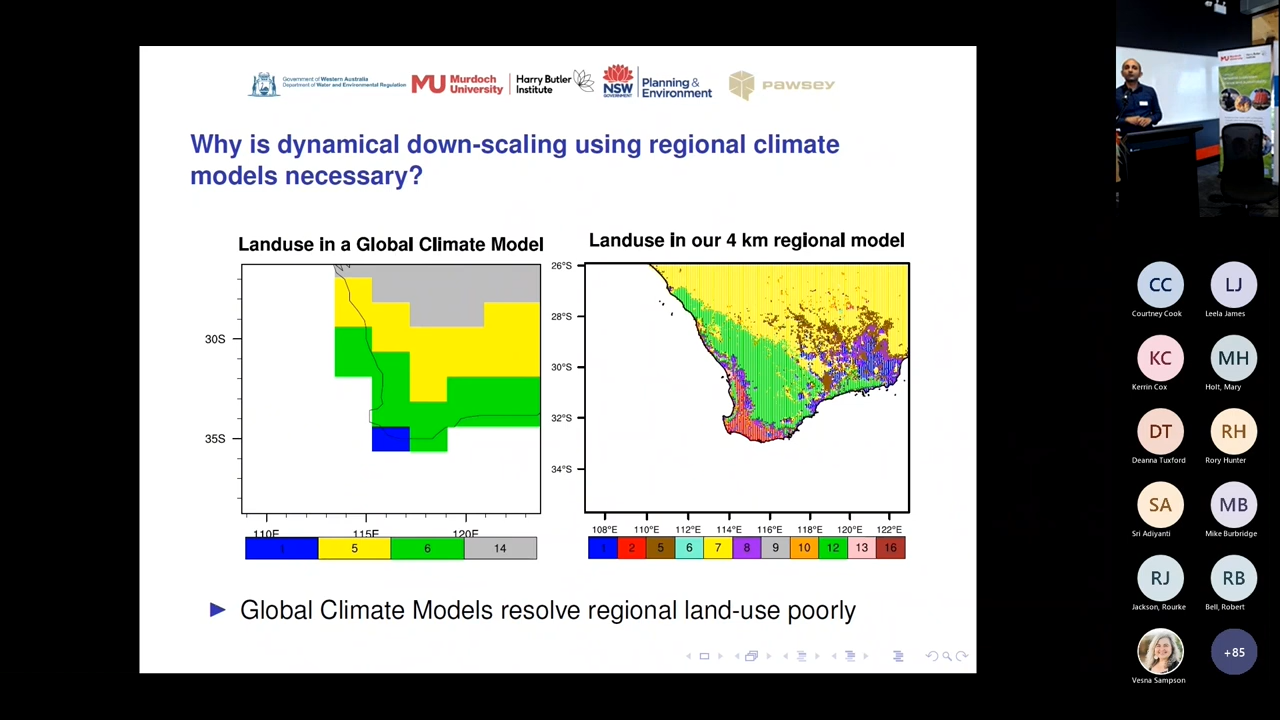 Government of Western Australia
Department of Water and Environmental Regulation
MU Murdoch University
Harry Butler Institute
NSW GOVERNMENT
Planning & Environment
PAWSEY
Why is dynamical down-scaling using regional climate
models necessary?
Landuse in a Global Climate Model
30S
35S
110E 115E 120E
1 5 6 14
Landuse in our 4 km regional model
26°S
28°S
30°S
32°S
34°S
108°E 110°E 112°E 114°E 116°E 118°E 120°E 122°E
1 2 5 6 7 8 9 10 12 13 16
Global Climate Models resolve regional land-use poorly
CC LJ
Courtney Cook Leela James
KC MH
Kerrin Cox Holt, Mary
DT RH
Deanna Tuxford Rory Hunter
SA MB
Sri Adiyanti Mike Burbridge
RJ RB
Jackson, Rourke Bell, Robert
+85
Vesna Sampson